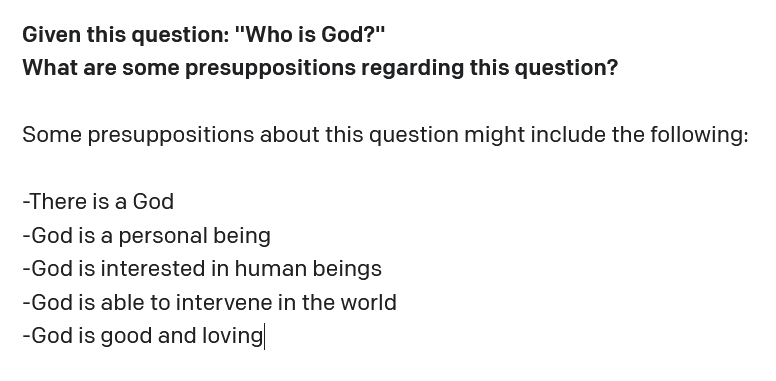 Given this question: "Who is God?"
What are some presuppositions regarding this question?
Some presuppositions about this question might include the following:
-There is a God
-God is a personal being
-God is interested in human beings
-God is able to intervene in the world
-God is good and loving